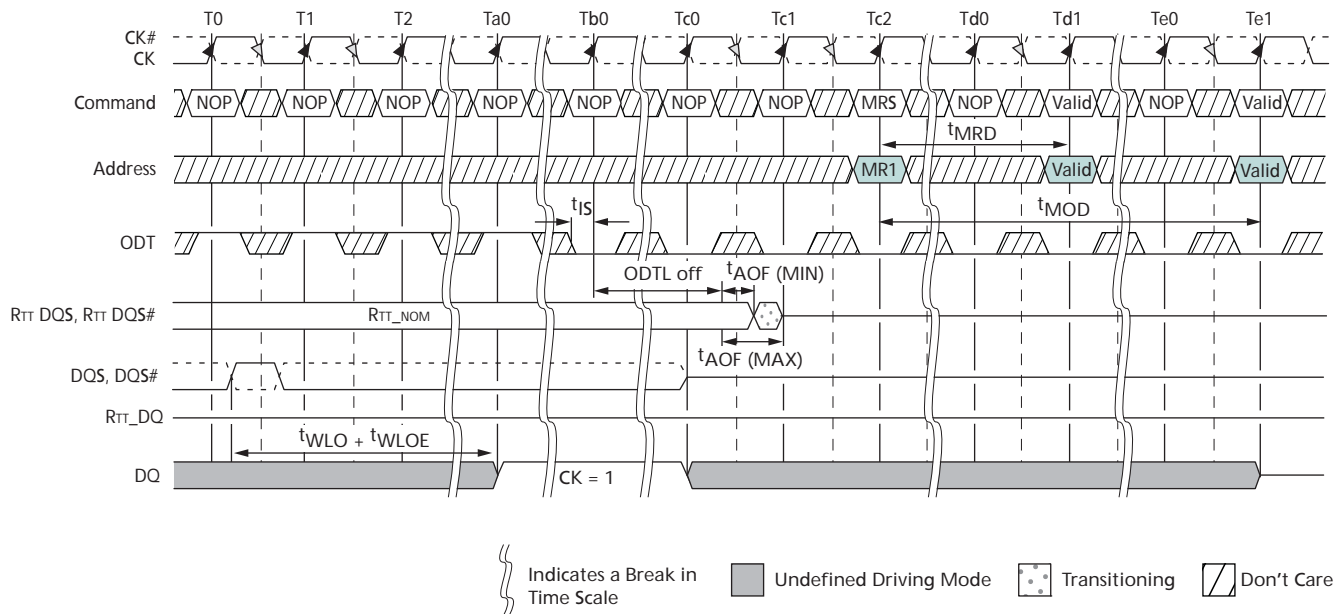 T0 T1 T2 Ta0 Tb0 Tc0 Tc1 Tc2 Td0 Td1 Te0 Te1
CK#
CK
Command NOP NOP NOP NOP NOP NOP NOP MRS NOP Valid NOP Valid
tMRD
Address MR1 Valid Valid
tIS tMOD
ODT
ODTL off tAOF (MIN)
RTT DQS, RTT DQS# RTT_NOM
tAOF (MAX)
DQS, DQS#
RTT_DQ
tWLO + tWLOE
DQ CK = 1
Indicates a Break in
Time Scale
Undefined Driving Mode Transitioning Don't Care